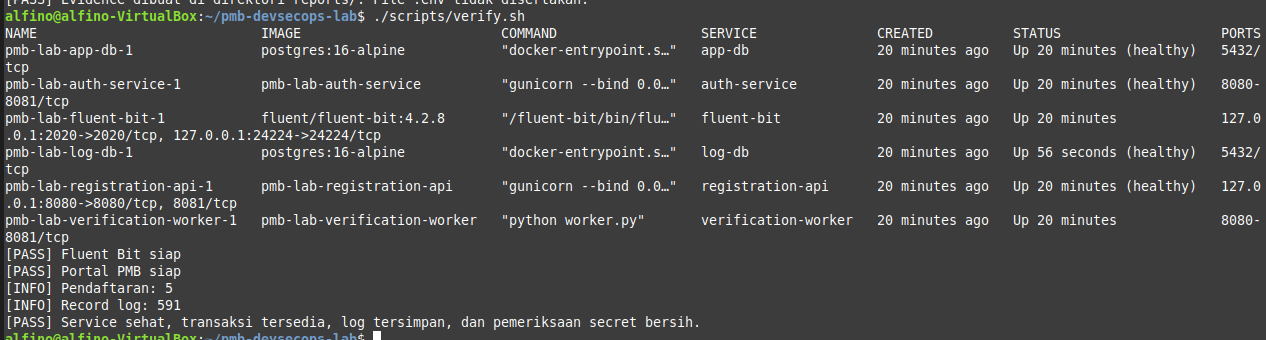 [PASS] Evidence dibuat di direktori reports/. File .env tidak disertakan.
alfino@alfino-VirtualBox:~/pmb-devsecops-lab$ ./scripts/verify.sh
NAME IMAGE COMMAND SERVICE CREATED STATUS PORTS
pmb-lab-app-db-1 postgres:16-alpine "docker-entrypoint.s…" app-db 20 minutes ago Up 20 minutes (healthy) 5432/
tcp
pmb-lab-auth-service-1 pmb-lab-auth-service "gunicorn --bind 0.0…" auth-service 20 minutes ago Up 20 minutes (healthy) 8080-
8081/tcp
pmb-lab-fluent-bit-1 fluent/fluent-bit:4.2.8 "/fluent-bit/bin/flu…" fluent-bit 20 minutes ago Up 20 minutes 127.0
.0.1:2020->2020/tcp, 127.0.0.1:24224->24224/tcp
pmb-lab-log-db-1 postgres:16-alpine "docker-entrypoint.s…" log-db 20 minutes ago Up 56 seconds (healthy) 5432/
tcp
pmb-lab-registration-api-1 pmb-lab-registration-api "gunicorn --bind 0.0…" registration-api 20 minutes ago Up 20 minutes (healthy) 127.0
.0.1:8080->8080/tcp, 8081/tcp
pmb-lab-verification-worker-1 pmb-lab-verification-worker "python worker.py" verification-worker 20 minutes ago Up 20 minutes 8080-
8081/tcp
[PASS] Fluent Bit siap
[PASS] Portal PMB siap
[INFO] Pendaftaran: 5
[INFO] Record log: 591
[PASS] Service sehat, transaksi tersedia, log tersimpan, dan pemeriksaan secret bersih.
alfino@alfino-VirtualBox:~/pmb-devsecops-lab$